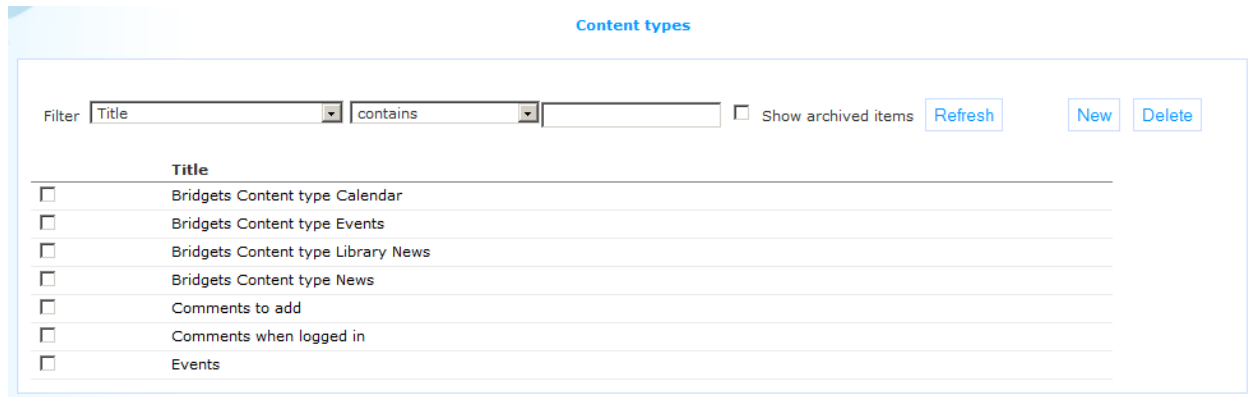 Content types
Filter Title contains Show archived items Refresh New Delete
Title
Bridgets Content type Calendar
Bridgets Content type Events
Bridgets Content type Library News
Bridgets Content type News
Comments to add
Comments when logged in
Events